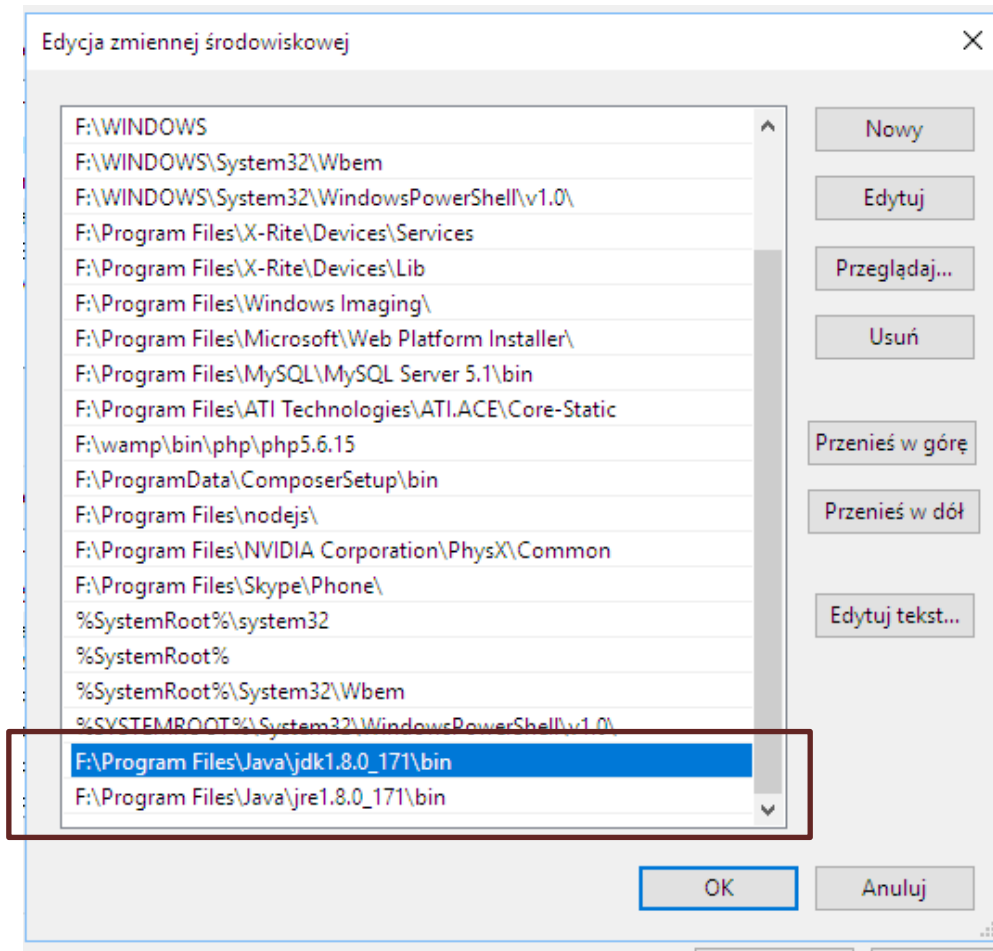 Edycja zmiennej środowiskowej
F:\WINDOWS
F:\WINDOWS\System32\Wbem
F:\WINDOWS\System32\WindowsPowerShell\v1.0\
F:\Program Files\X-Rite\Devices\Services
F:\Program Files\X-Rite\Devices\Lib
F:\Program Files\Windows Imaging\
F:\Program Files\Microsoft\Web Platform Installer\
F:\Program Files\MySQL\MySQL Server 5.1\bin
F:\Program Files\ATI Technologies\ATI.ACE\Core-Static
F:\wamp\bin\php\php5.6.15
F:\ProgramData\ComposerSetup\bin
F:\Program Files\nodejs\
F:\Program Files\NVIDIA Corporation\PhysX\Common
F:\Program Files\Skype\Phone\
%SystemRoot%\system32
%SystemRoot%
%SystemRoot%\System32\Wbem
%SYSTEMROOT%\System32\WindowsPowerShell\v1.0\
F:\Program Files\Java\jdk1.8.0_171\bin
F:\Program Files\Java\jre1.8.0_171\bin
Nowy
Edytuj
Przeglądaj...
Usuń
Przenieś w górę
Przenieś w dół
Edytuj tekst...
OK
Anuluj